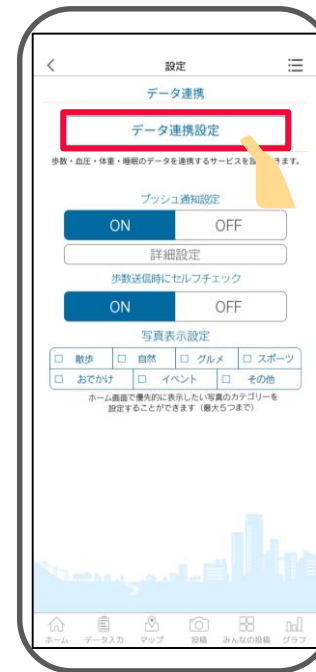 設定
データ連携
データ連携設定
歩数・血圧・体重・睡眠のデータを連携するサービスを設 きます。
プッシュ通知設定
ON OFF
詳細設定
歩数送信時にセルフチェック
ON OFF
写真表示設定
散歩 自然 グルメ スポーツ
おでかけ イベント その他
ホーム画面で優先的に表示したい写真のカテゴリーを
設定することができます（最大５つまで）
ホーム データ入力 マップ 投稿 みんなの投稿 グラフ